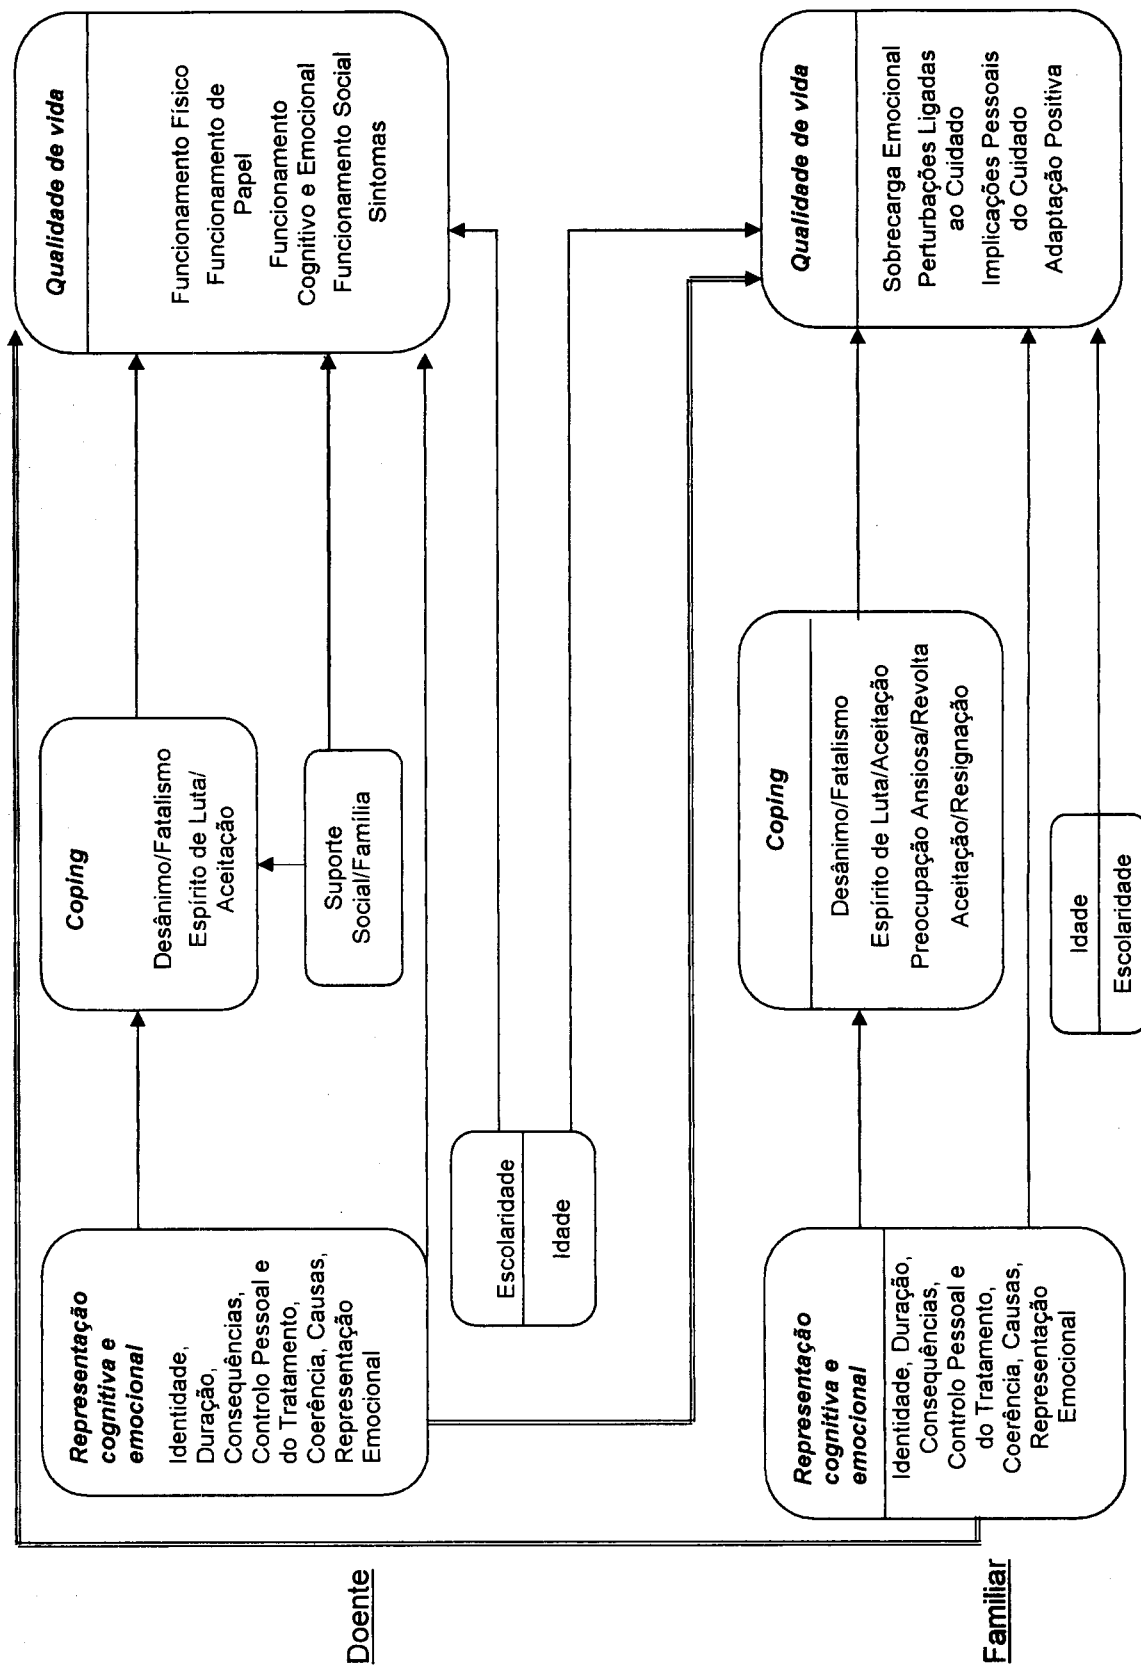 Doente
Representação
cognitiva e
emocional
Identidade,
Duração,
Consequências,
Controlo Pessoal e
do Tratamento,
Coerência, Causas,
Representação
Emocional
Coping
Desânimo/Fatalismo
Espírito de Luta/
Aceitação
Suporte
Social/Família
Qualidade de vida
Funcionamento Físico
Funcionamento de
Papel
Funcionamento
Cognitivo e Emocional
Funcionamento Social
Sintomas
Escolaridade
Idade
Familiar
Representação
cognitiva e
emocional
Identidade, Duração,
Consequências,
Controlo Pessoal e
do Tratamento,
Coerência, Causas,
Representação
Emocional
Coping
Desânimo/Fatalismo
Espírito de Luta/Aceitação
Preocupação Ansiosa/Revolta
Aceitação/Resignação
Qualidade de vida
Sobrecarga Emocional
Perturbações Ligadas
ao Cuidado
Implicações Pessoais
do Cuidado
Adaptação Positiva
Idade
Escolaridade